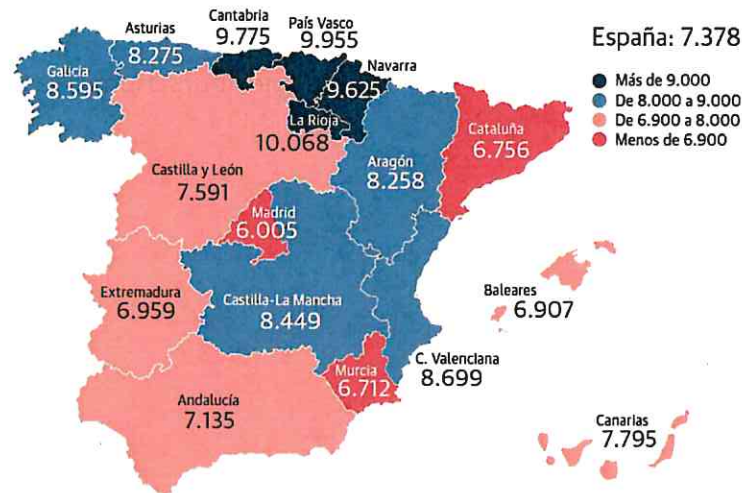 Cantabria
9.775
País Vasco
9.955
Asturias
8.275
Navarra
9.625
Galicia
8.595
La Rioja
10.068
Cataluña
6.756
Aragón
8.258
Castilla y León
7.591
Madrid
6.005
Extremadura
6.959
Castilla-La Mancha
8.449
Baleares
6.907
C. Valenciana
8.699
Murcia
6.712
Andalucía
7.135
Canarias
7.795
España: 7.378
Más de 9.000
De 8.000 a 9.000
De 6.900 a 8.000
Menos de 6.900